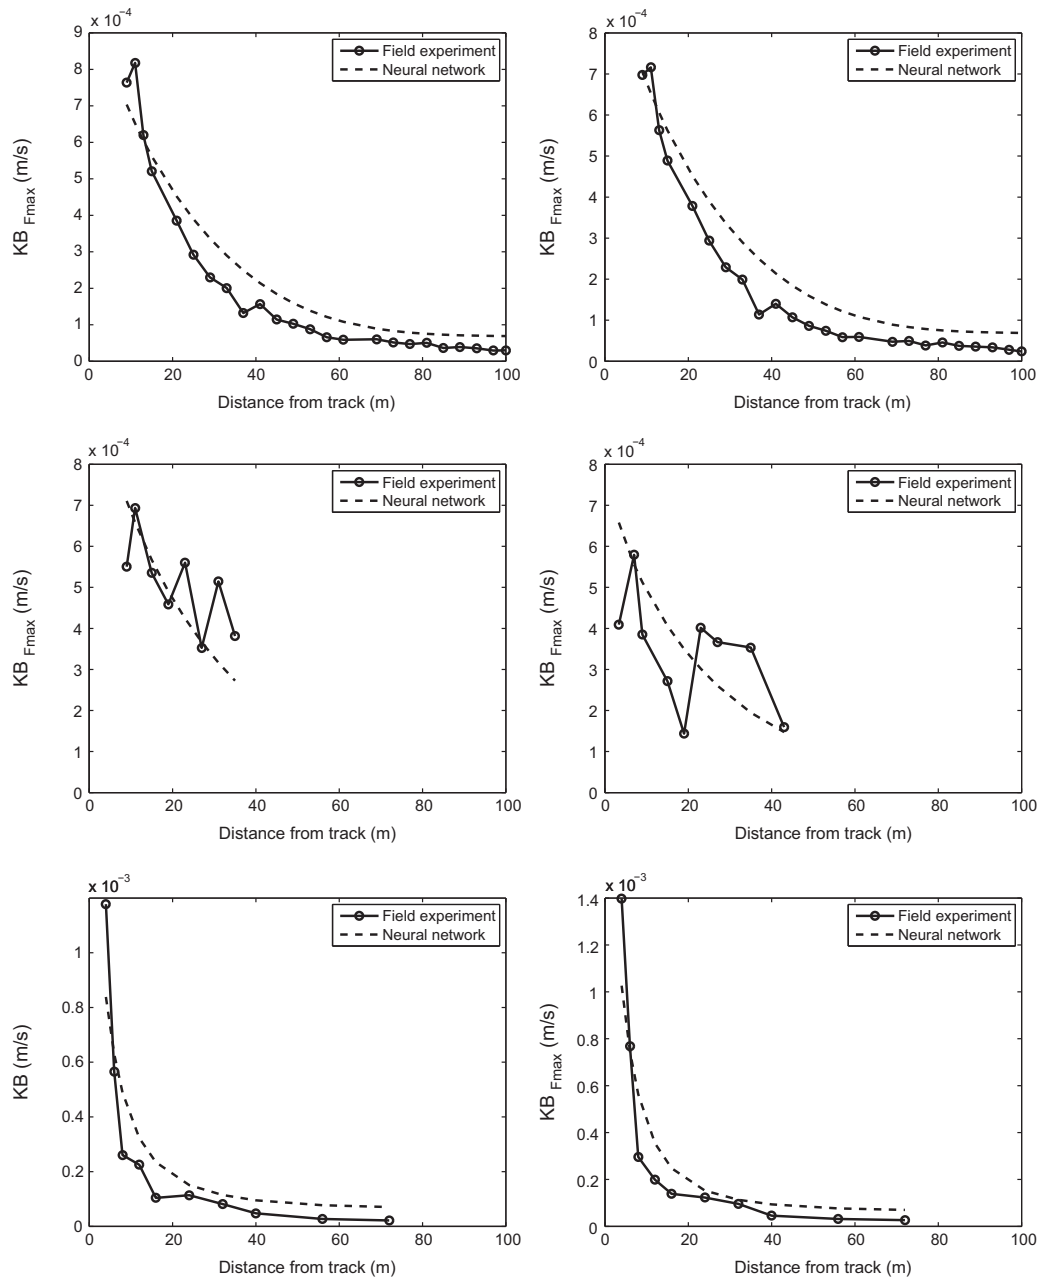 x 10⁻⁴
9
8
7
6
5
4
3
2
1
0
KB Fmax (m/s)
Field experiment
Neural network
0 20 40 60 80 100
Distance from track (m)
x 10⁻⁴
8
7
6
5
4
3
2
1
0
KB Fmax (m/s)
Field experiment
Neural network
0 20 40 60 80 100
Distance from track (m)
x 10⁻⁴
8
7
6
5
4
3
2
1
0
KB Fmax (m/s)
Field experiment
Neural network
0 20 40 60 80 100
Distance from track (m)
x 10⁻⁴
8
7
6
5
4
3
2
1
0
KB Fmax (m/s)
Field experiment
Neural network
0 20 40 60 80 100
Distance from track (m)
x 10⁻³
1
0.8
0.6
0.4
0.2
0
KB (m/s)
Field experiment
Neural network
0 20 40 60 80 100
Distance from track (m)
x 10⁻³
1.4
1.2
1
0.8
0.6
0.4
0.2
0
KB Fmax (m/s)
Field experiment
Neural network
0 20 40 60 80 100
Distance from track (m)